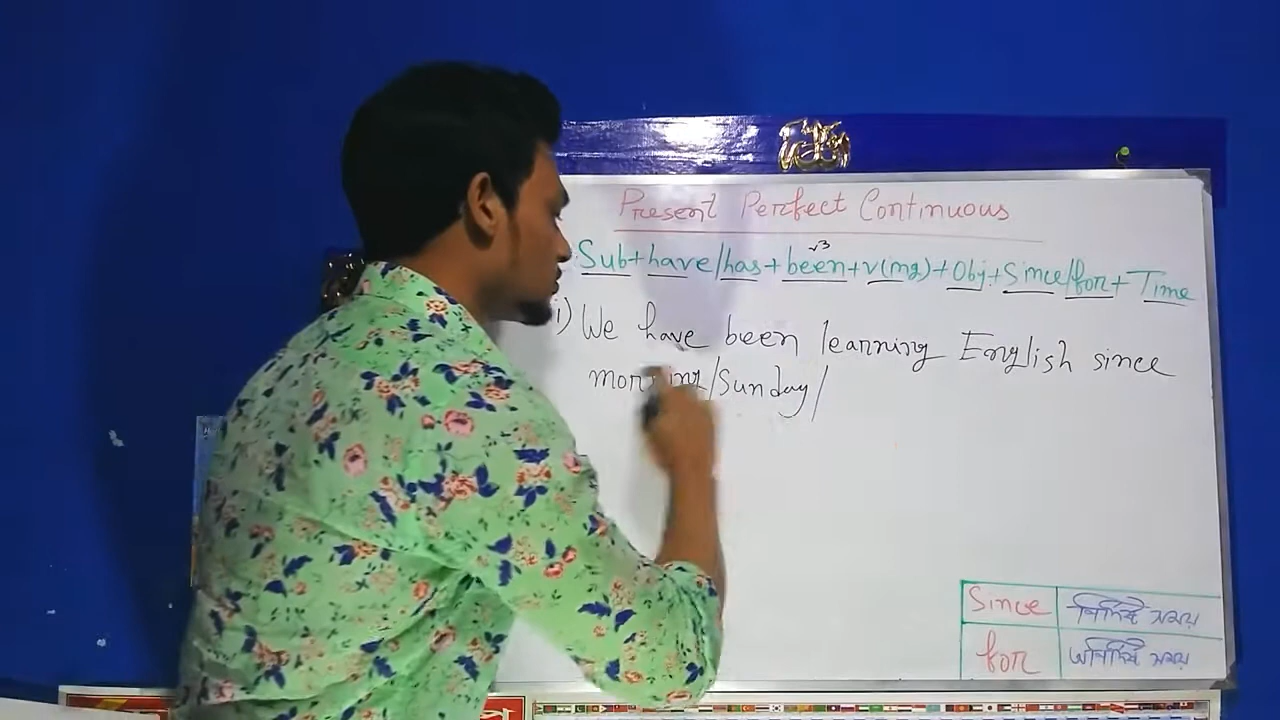 Present Perfect Continuous
v3
Sub+have/has+been+v(ing)+Obj+Since/for+Time
i) We have been learning English since
morning/Sunday/
Since নির্দিষ্ট সময়
for অনির্দিষ্ট সময়